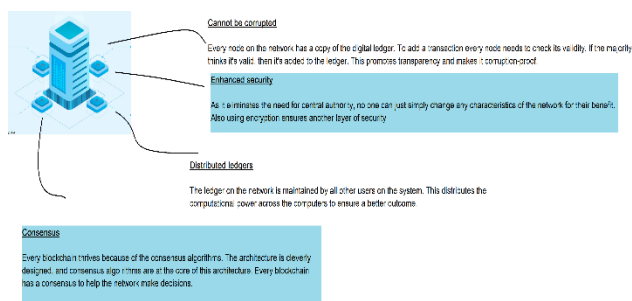 Cannot be corrupted
Every node on the network has a copy of the digital ledger. To add a transaction every node needs to check its validity. If the majority
thinks it's valid, then it's added to the ledger. This promotes transparency and makes it corruption-proof
Enhanced security
As it eliminates the need for central authority, no one can just simply change any characteristics of the network for their benefit.
Also using encryption ensures another layer of security
Distributed ledgers
The ledger on the network is maintained by all other users on the system. This distributes the
computational power across the computers to ensure a better outcome.
Consensus
Every blockchain thrives because of the consensus algorithms. The architecture is cleverly
designed, and consensus algo rithms are at the core of this architecture. Every blockchain
has a consensus to help the network make decisions.